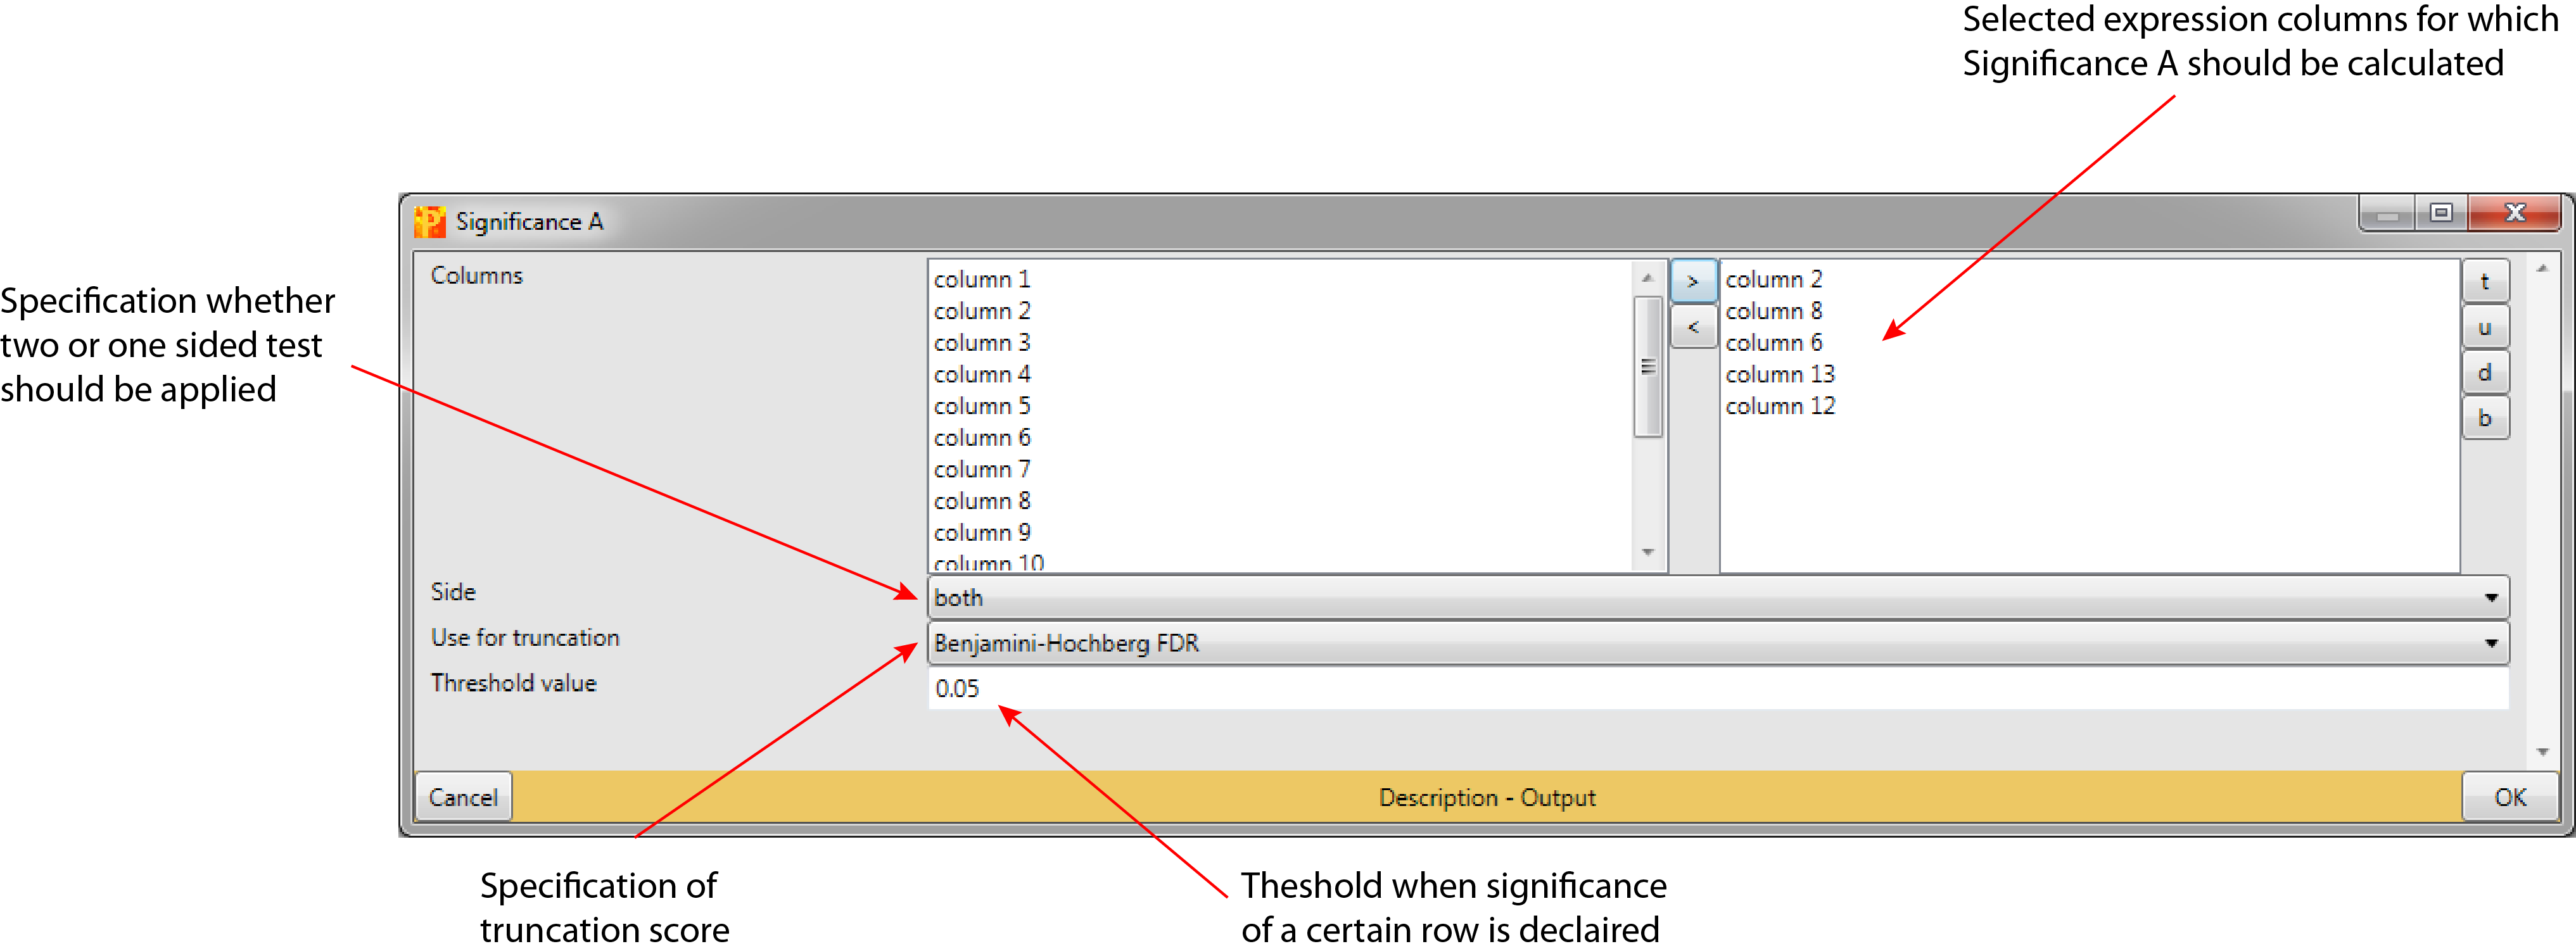 Selected expression columns for which
Significance A should be calculated
Significance A
Specification whether
two or one sided test
should be applied
Columns
column 1
column 2
column 3
column 4
column 5
column 6
column 7
column 8
column 9
column 10
>
<
column 2
column 8
column 6
column 13
column 12
t
u
d
b
Side
both
Use for truncation
Benjamini-Hochberg FDR
Threshold value
0.05
Cancel
Description - Output
OK
Specification of
truncation score
Theshold when significance
of a certain row is declaired